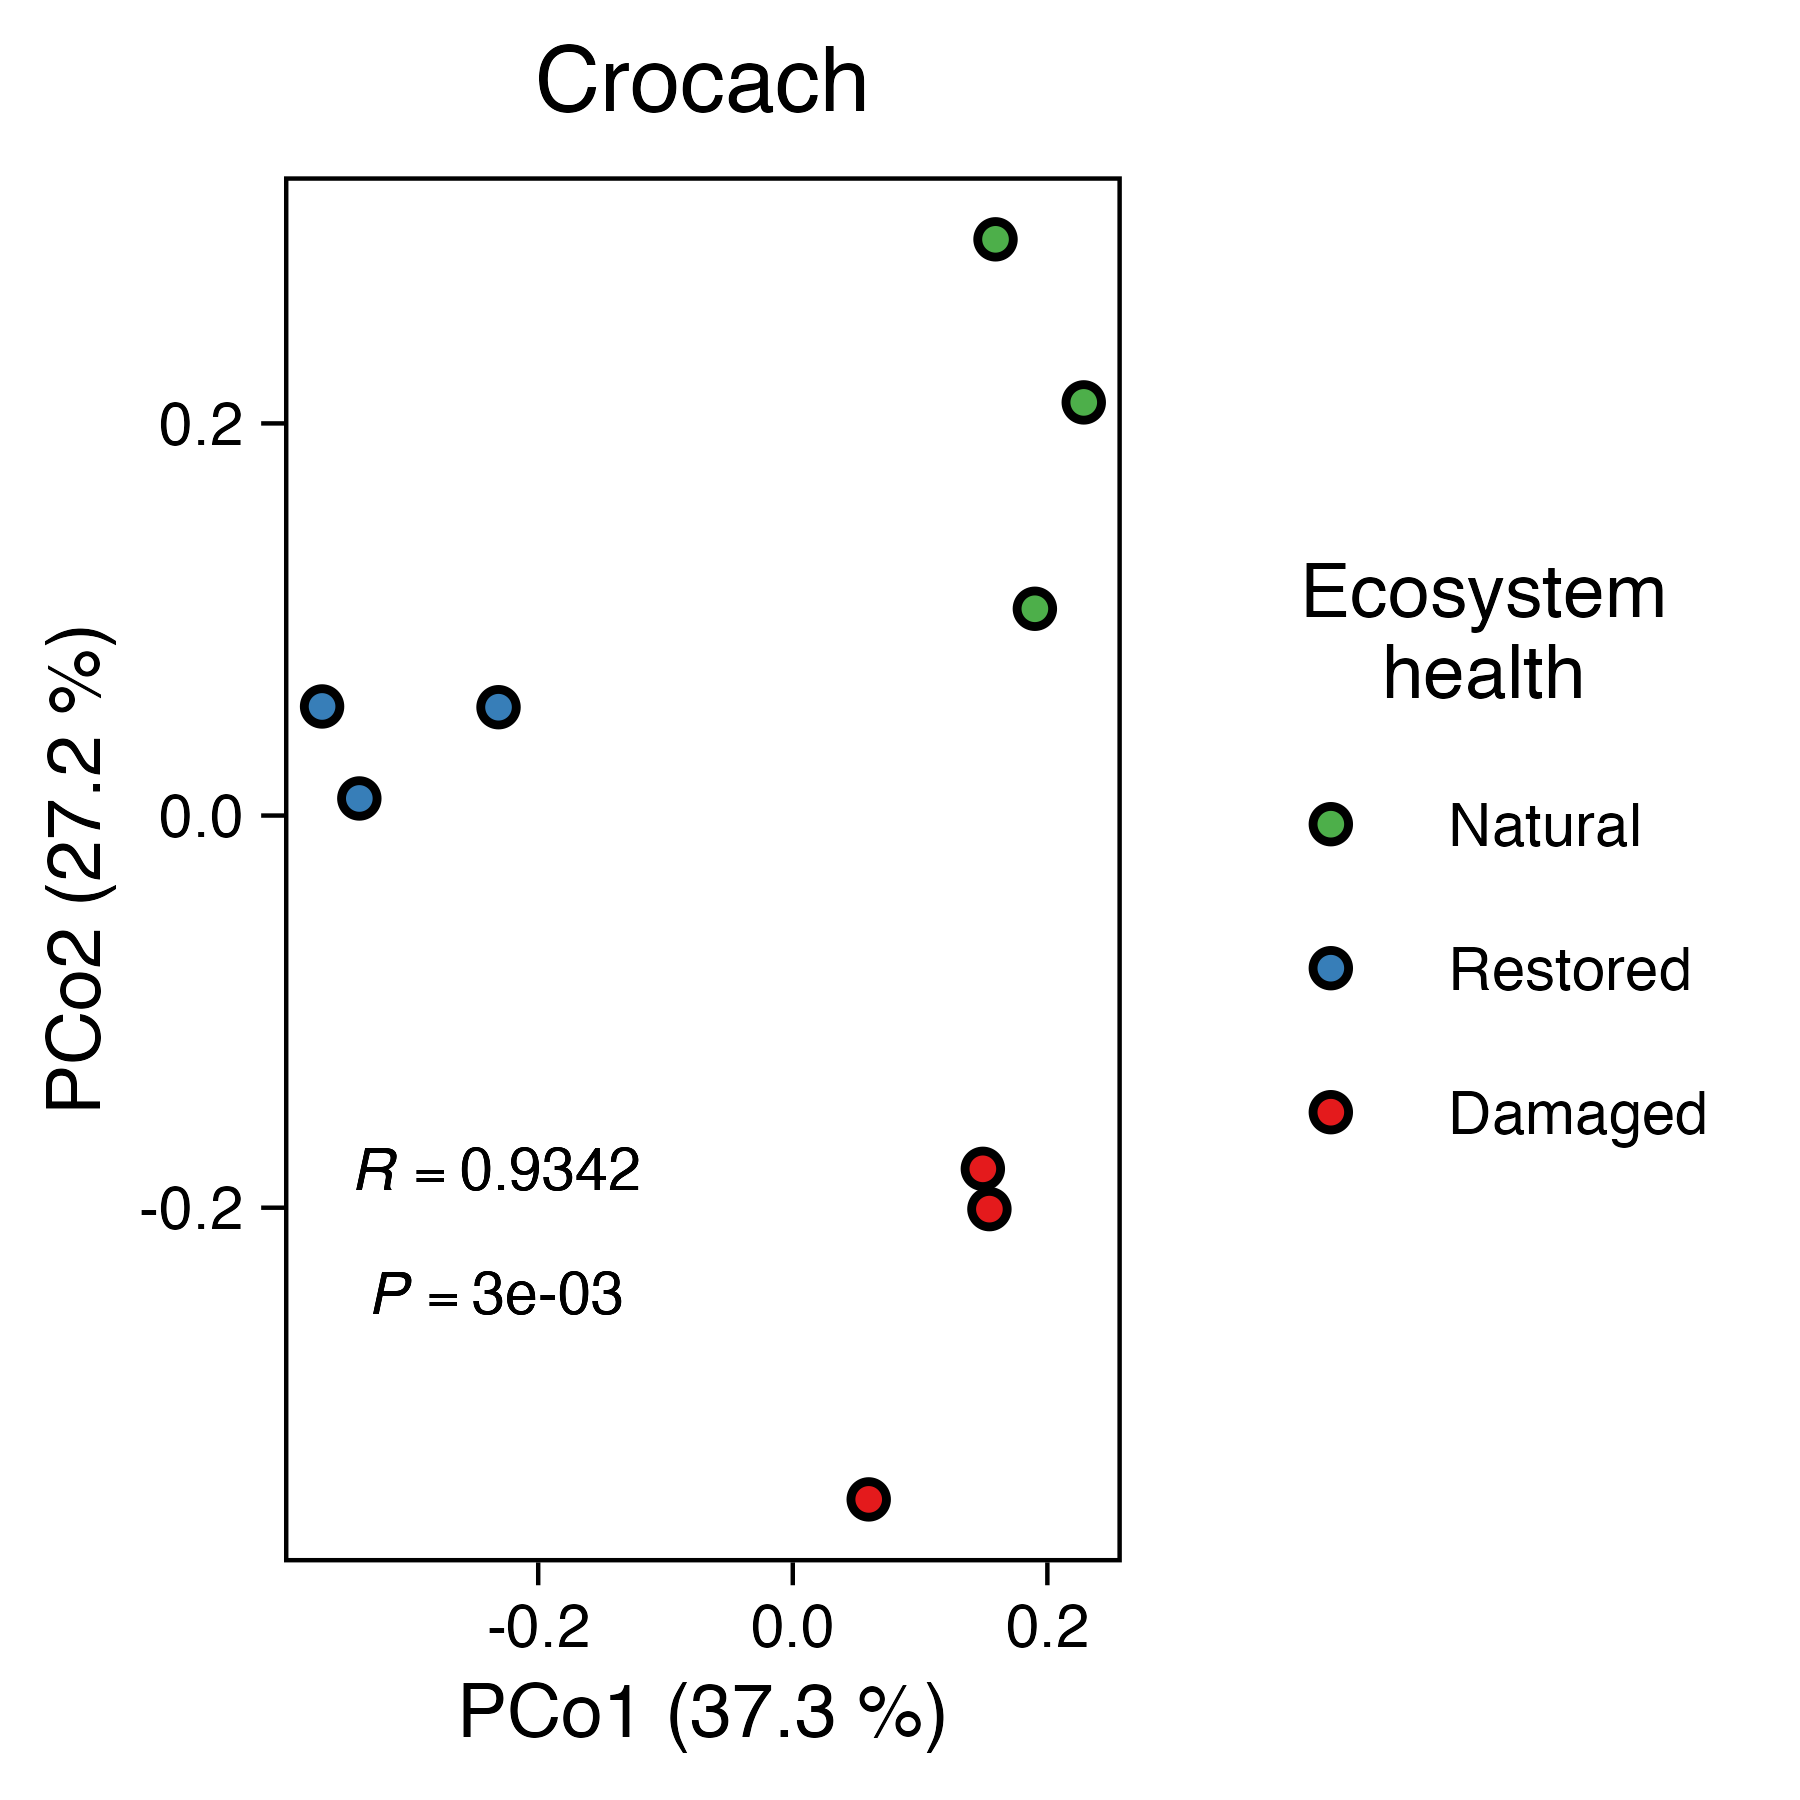 Crocach
PCo2 (27.2 %)
0.2
0.0
-0.2
R = 0.9342
P = 3e-03
-0.2 0.0 0.2
PCo1 (37.3 %)
Ecosystem
health
Natural
Restored
Damaged